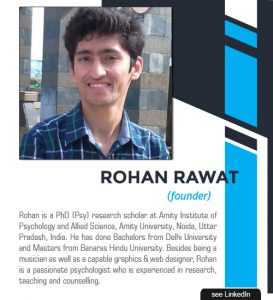 ROHAN RAWAT
(founder)
Rohan is a PhD (Psy) research scholar at Amity Institute of
Psychology and Allied Science, Amity University, Noida, Uttar
Pradesh, India. He has done Bachelors from Delhi University
and Masters from Banaras Hindu University. Besides being a
musician as well as a capable graphics & web designer, Rohan
is a passionate psychologist who is experienced in research,
teaching and counselling.
see LinkedIn